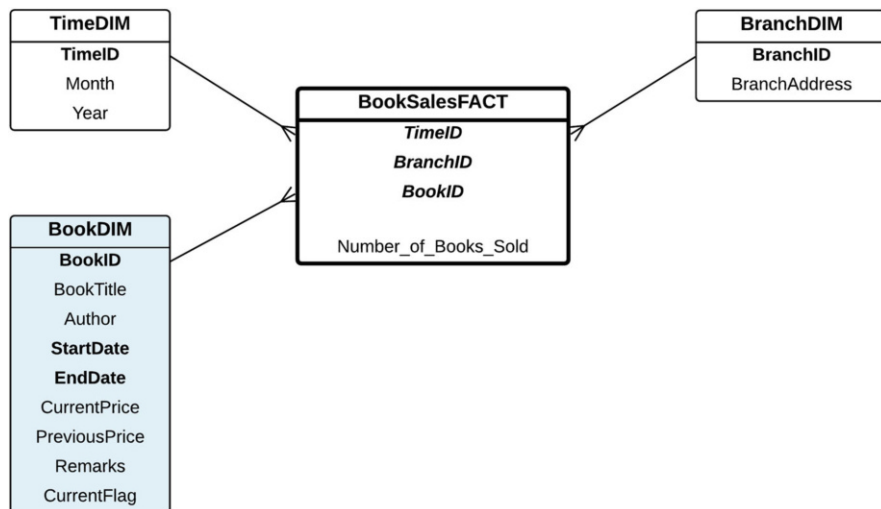 TimeDIM
TimeID
Month
Year
BranchDIM
BranchID
BranchAddress
BookSalesFACT
TimeID
BranchID
BookID
Number_of_Books_Sold
BookDIM
BookID
BookTitle
Author
StartDate
EndDate
CurrentPrice
PreviousPrice
Remarks
CurrentFlag